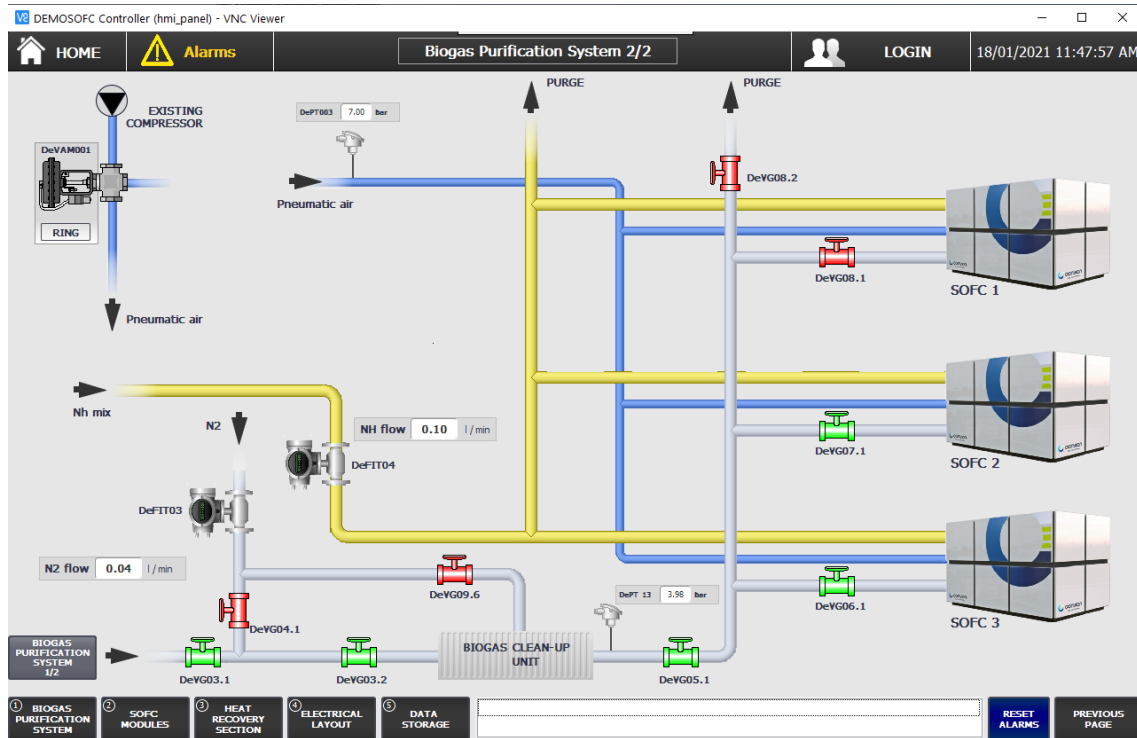 DEMOSOFC Controller (hmi_panel) - VNC Viewer
HOME
Alarms
Biogas Purification System 2/2
LOGIN
18/01/2021 11:47:57 AM
PURGE
PURGE
EXISTING
COMPRESSOR
DePT003 7.00 bar
DeVAM001
RING
Pneumatic air
DeVG08.2
DeVG08.1
SOFC 1
Pneumatic air
Nh mix
N2
NH flow 0.10 l / min
DeFIT04
DeVG07.1
SOFC 2
DeFIT03
N2 flow 0.04 l / min
DeVG09.6
DePT 13 3.98 bar
DeVG06.1
SOFC 3
DeVG04.1
BIOGAS
PURIFICATION
SYSTEM
1/2
BIOGAS CLEAN-UP
UNIT
DeVG03.1
DeVG03.2
DeVG05.1
1 BIOGAS
PURIFICATION
SYSTEM
2 SOFC
MODULES
3 HEAT
RECOVERY
SECTION
4 ELECTRICAL
LAYOUT
5 DATA
STORAGE
RESET
ALARMS
PREVIOUS
PAGE